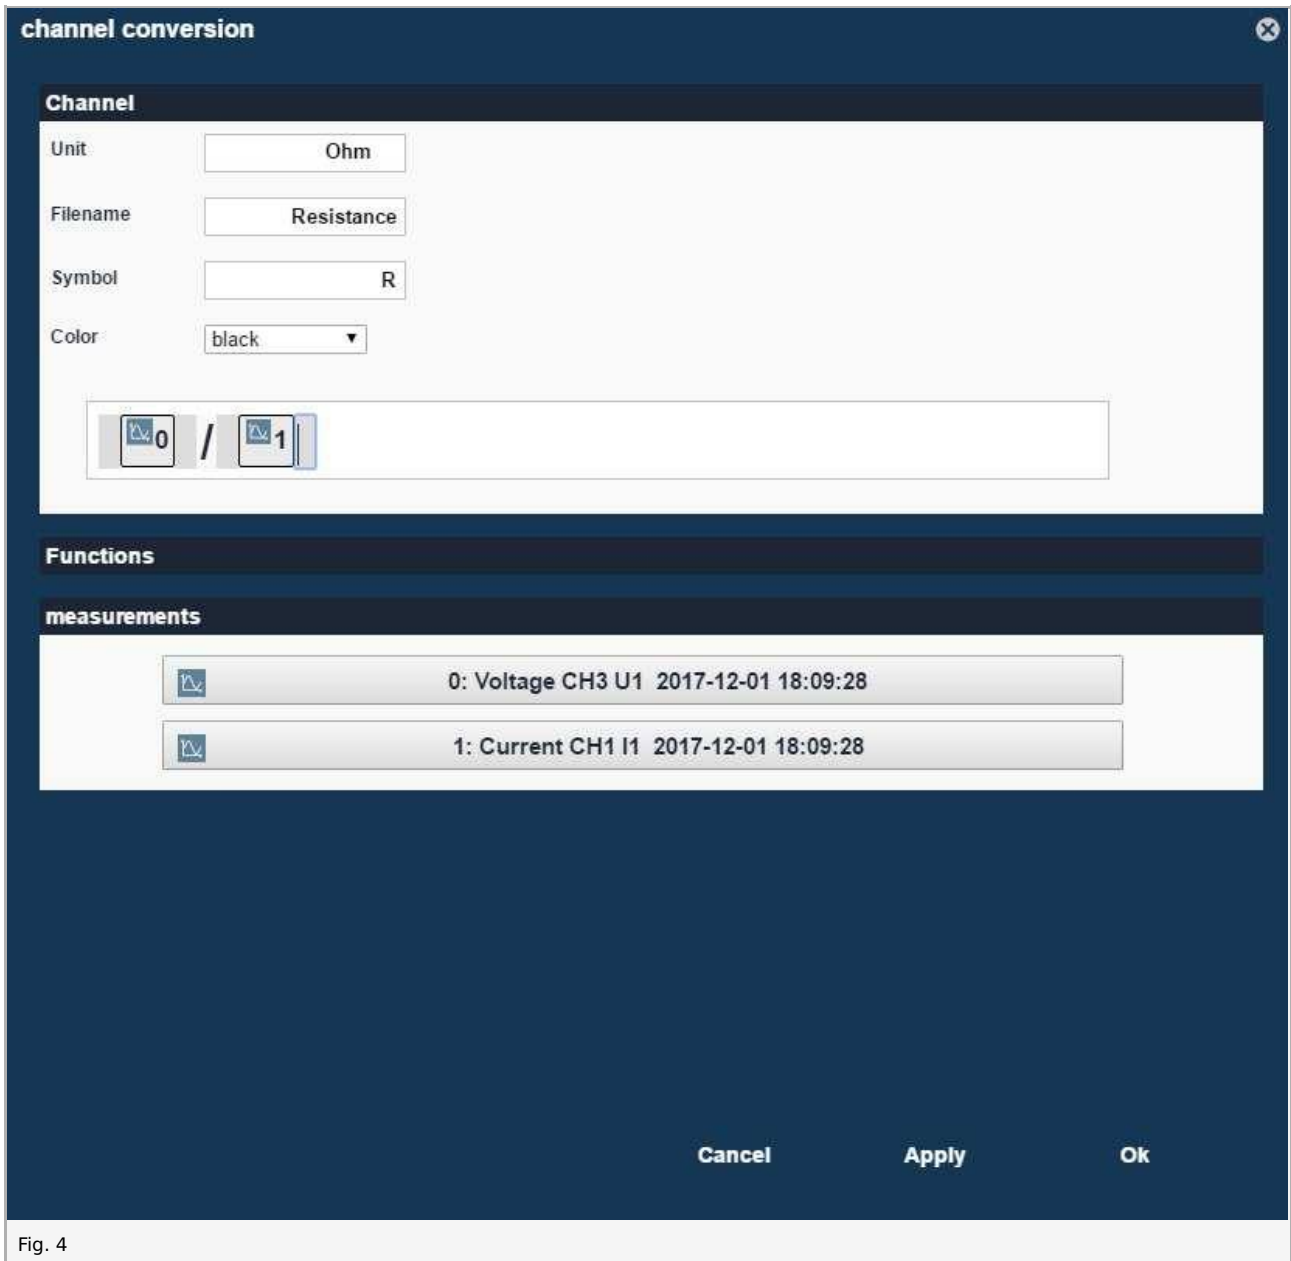 channel conversion
Channel
Unit
Ohm
Filename
Resistance
Symbol
R
Color
black
0 / 1
Functions
measurements
0: Voltage CH3 U1 2017-12-01 18:09:28
1: Current CH1 I1 2017-12-01 18:09:28
Cancel Apply Ok
Fig. 4